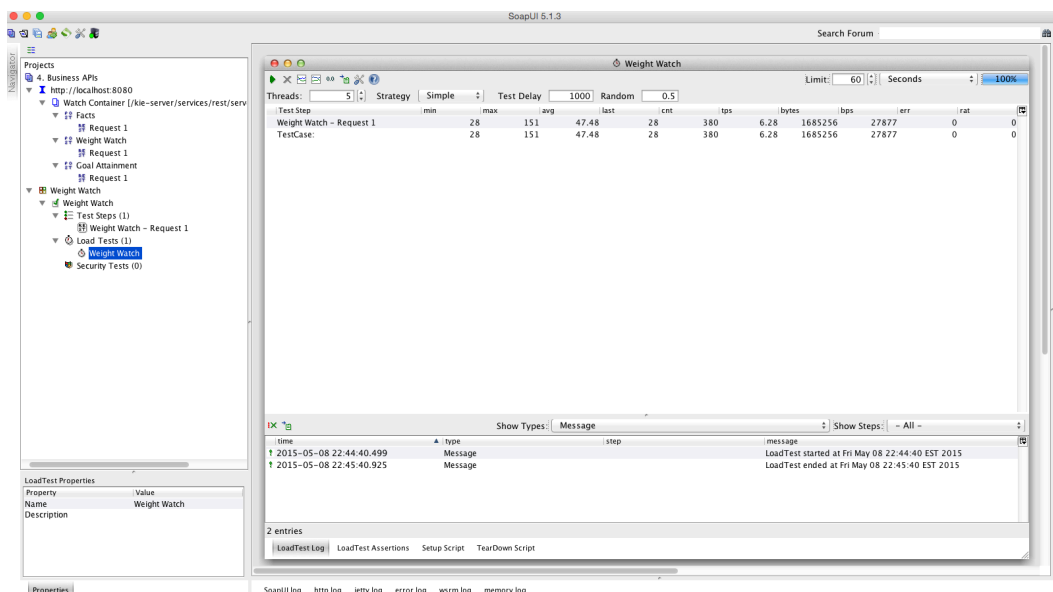 SoapUI 5.1.3
Search Forum
Navigator
Projects
4. Business APIs
http://localhost:8080
Watch Container [/kie-server/services/rest/serv
Facts
Request 1
Weight Watch
Request 1
Goal Attainment
Request 1
Weight Watch
Weight Watch
Test Steps (1)
Weight Watch - Request 1
Load Tests (1)
Weight Watch
Security Tests (0)
LoadTest Properties
Property Value
Name Weight Watch
Description
Properties
Weight Watch
0.0 Limit: 60 Seconds 100%
Threads: 5 Strategy Simple Test Delay 1000 Random 0.5
Test Step min max avg last cnt tps bytes bps err rat
Weight Watch - Request 1 28 151 47.48 28 380 6.28 1685256 27877 0 0
TestCase: 28 151 47.48 28 380 6.28 1685256 27877 0 0
Show Types: Message Show Steps: - All -
time type step message
2015-05-08 22:44:40.499 Message LoadTest started at Fri May 08 22:44:40 EST 2015
2015-05-08 22:45:40.925 Message LoadTest ended at Fri May 08 22:45:40 EST 2015
2 entries
LoadTest Log LoadTest Assertions Setup Script TearDown Script
SoapUI log http log jetty log error log wsrm log memory log